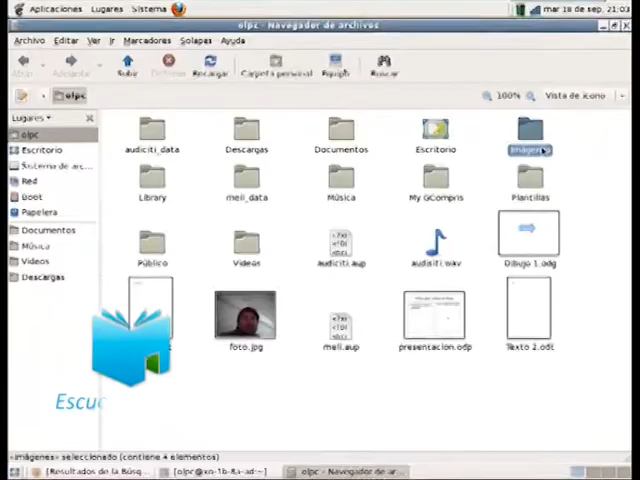 Aplicaciones Lugares Sistema mar 18 de sep, 21:03
olpc - Navegador de archivos
Archivo Editar Ver Ir Marcadores Solapas Ayuda
Subir Recargar Carpeta personal Equipo Buscar
olpc 100% Vista de icono
Lugares
olpc
Escritorio
Sistema de arc...
Red
Boot
Papelera
Documentos
Música
Videos
Descargas
audiciti_data Descargas Documentos Escritorio Imágenes
Library meli_data Música My GCompris Plantillas
Público Videos audiciti.aup audisiti.wav Dibujo 1.odg
foto.jpg meli.aup presentacion.odp Texto 2.odt
Escu
«Imágenes» seleccionado (contiene 4 elementos)
[Resultados de la Búsq... [olpc@xo-1b-8a-ad:~] olpc - Navegador de ar...